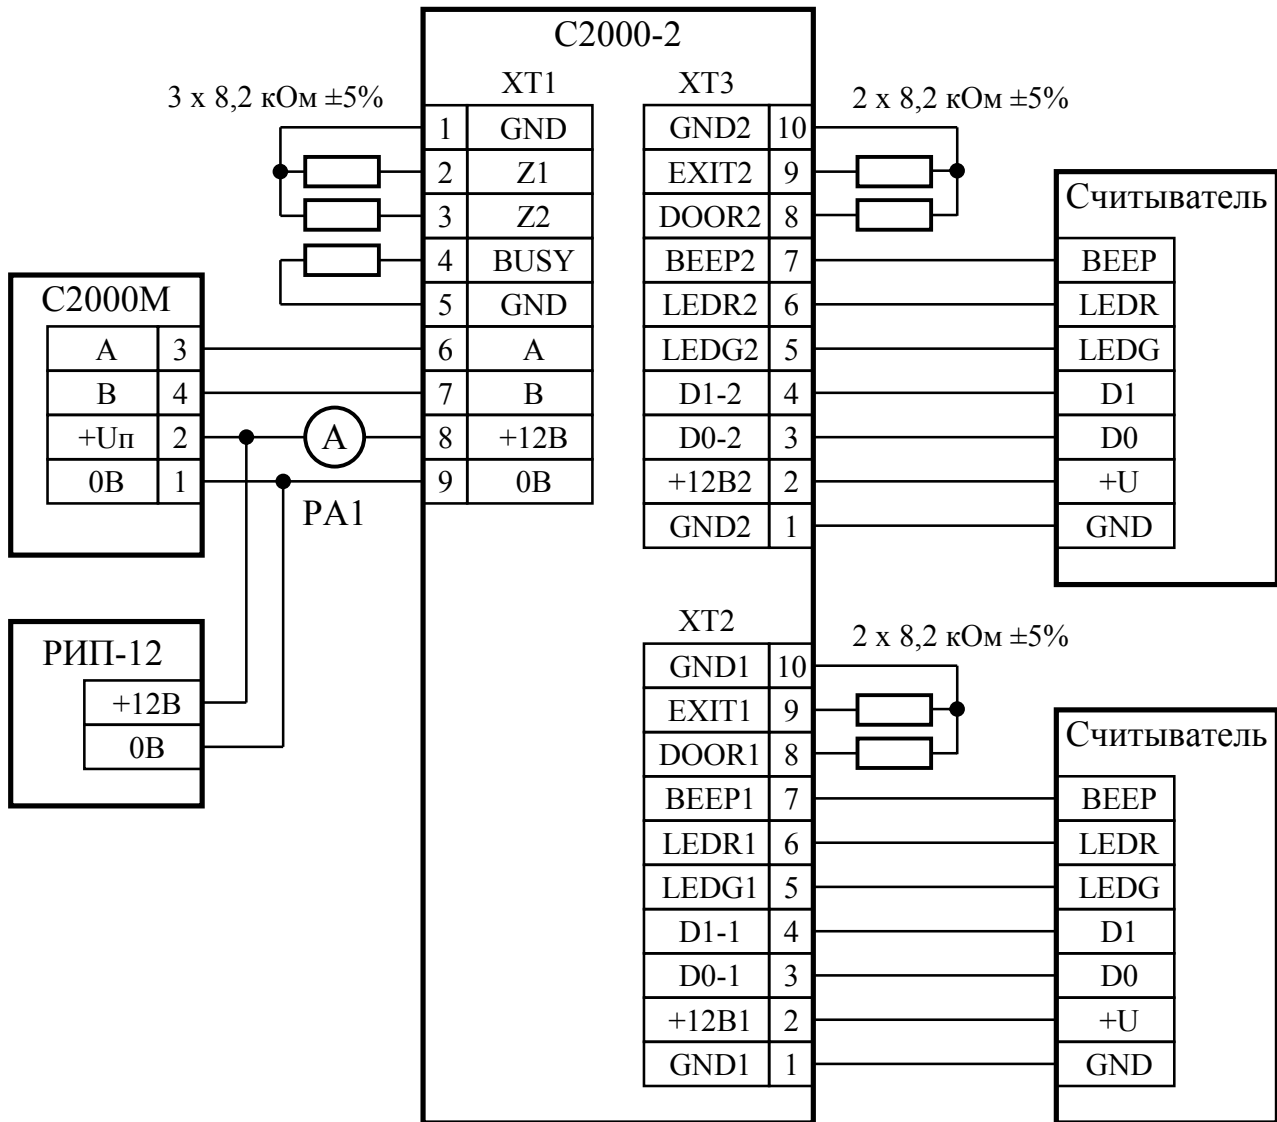 С2000-2
XT1
XT3
3 x 8,2 кОм ±5%
2 x 8,2 кОм ±5%
1 GND
2 Z1
3 Z2
4 BUSY
5 GND
6 A
7 B
8 +12В
9 0В
GND2 10
EXIT2 9
DOOR2 8
BEEP2 7
LEDR2 6
LEDG2 5
D1-2 4
D0-2 3
+12В2 2
GND2 1
Считыватель
BEEP
LEDR
LEDG
D1
D0
+U
GND
С2000М
A 3
B 4
+Uп 2
0В 1
A
PA1
РИП-12
+12В
0В
XT2
2 x 8,2 кОм ±5%
GND1 10
EXIT1 9
DOOR1 8
BEEP1 7
LEDR1 6
LEDG1 5
D1-1 4
D0-1 3
+12В1 2
GND1 1
Считыватель
BEEP
LEDR
LEDG
D1
D0
+U
GND